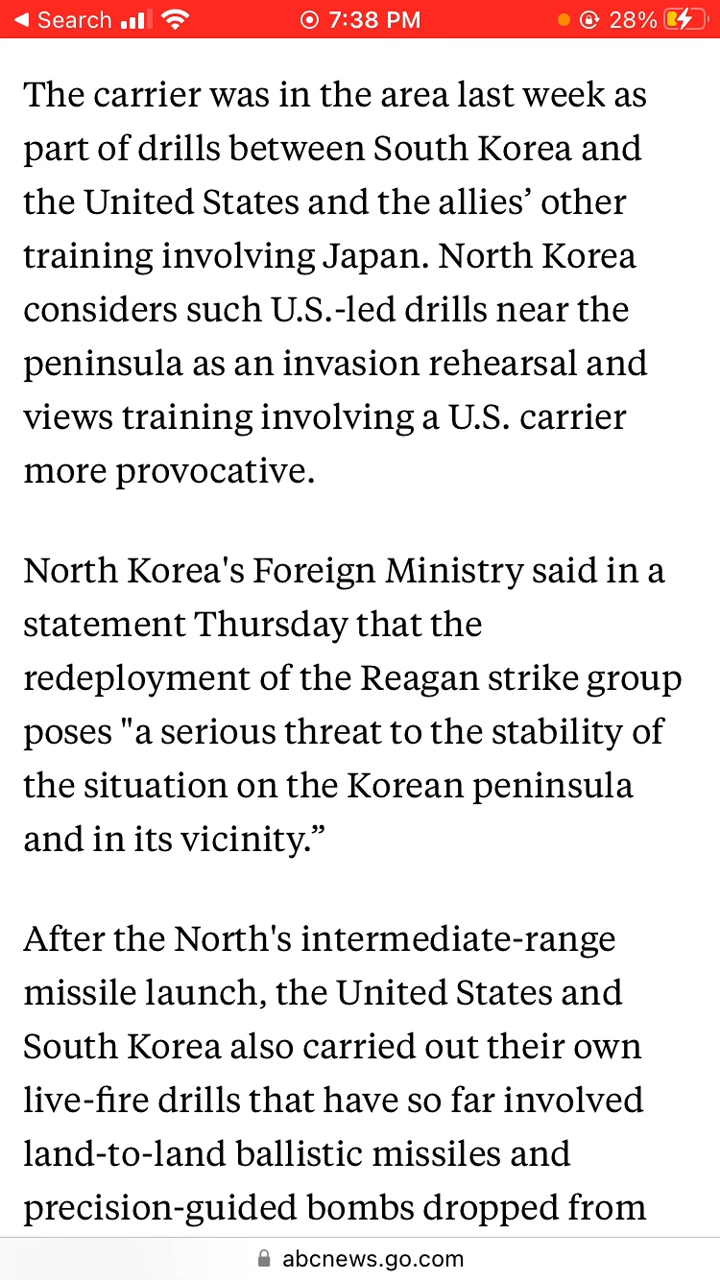 Search 7:38 PM 28%
The carrier was in the area last week as
part of drills between South Korea and
the United States and the allies’ other
training involving Japan. North Korea
considers such U.S.-led drills near the
peninsula as an invasion rehearsal and
views training involving a U.S. carrier
more provocative.
North Korea's Foreign Ministry said in a
statement Thursday that the
redeployment of the Reagan strike group
poses "a serious threat to the stability of
the situation on the Korean peninsula
and in its vicinity.”
After the North's intermediate-range
missile launch, the United States and
South Korea also carried out their own
live-fire drills that have so far involved
land-to-land ballistic missiles and
precision-guided bombs dropped from
abcnews.go.com